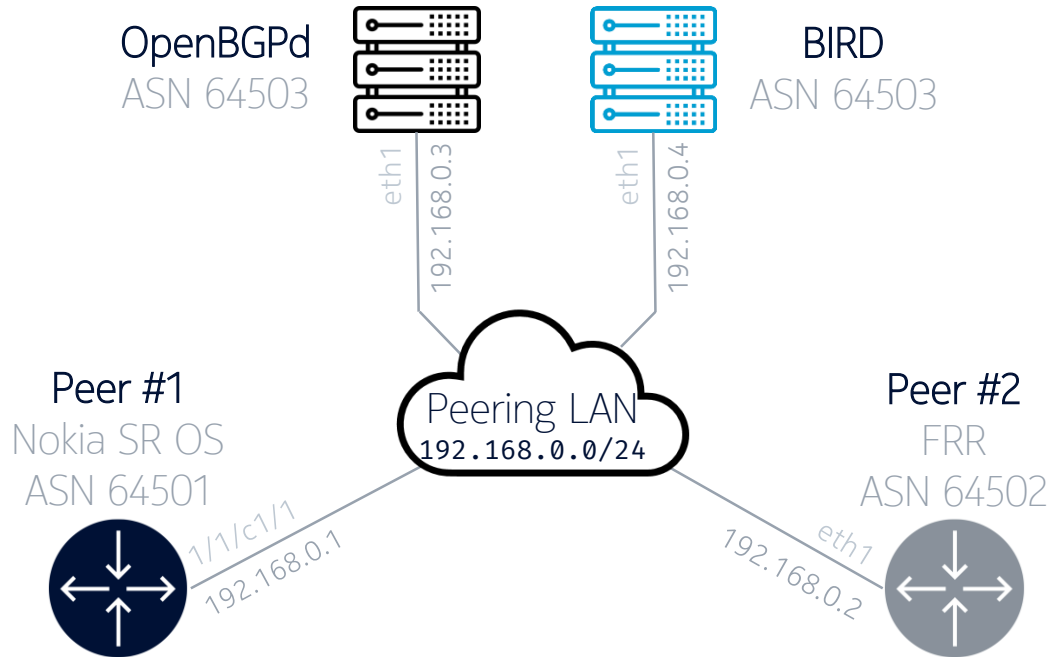 OpenBGPd
ASN 64503
BIRD
ASN 64503
eth1
192.168.0.3
eth1
192.168.0.4
Peering LAN
192.168.0.0/24
Peer #1
Nokia SR OS
ASN 64501
1/1/c1/1
192.168.0.1
Peer #2
FRR
ASN 64502
eth1
192.168.0.2